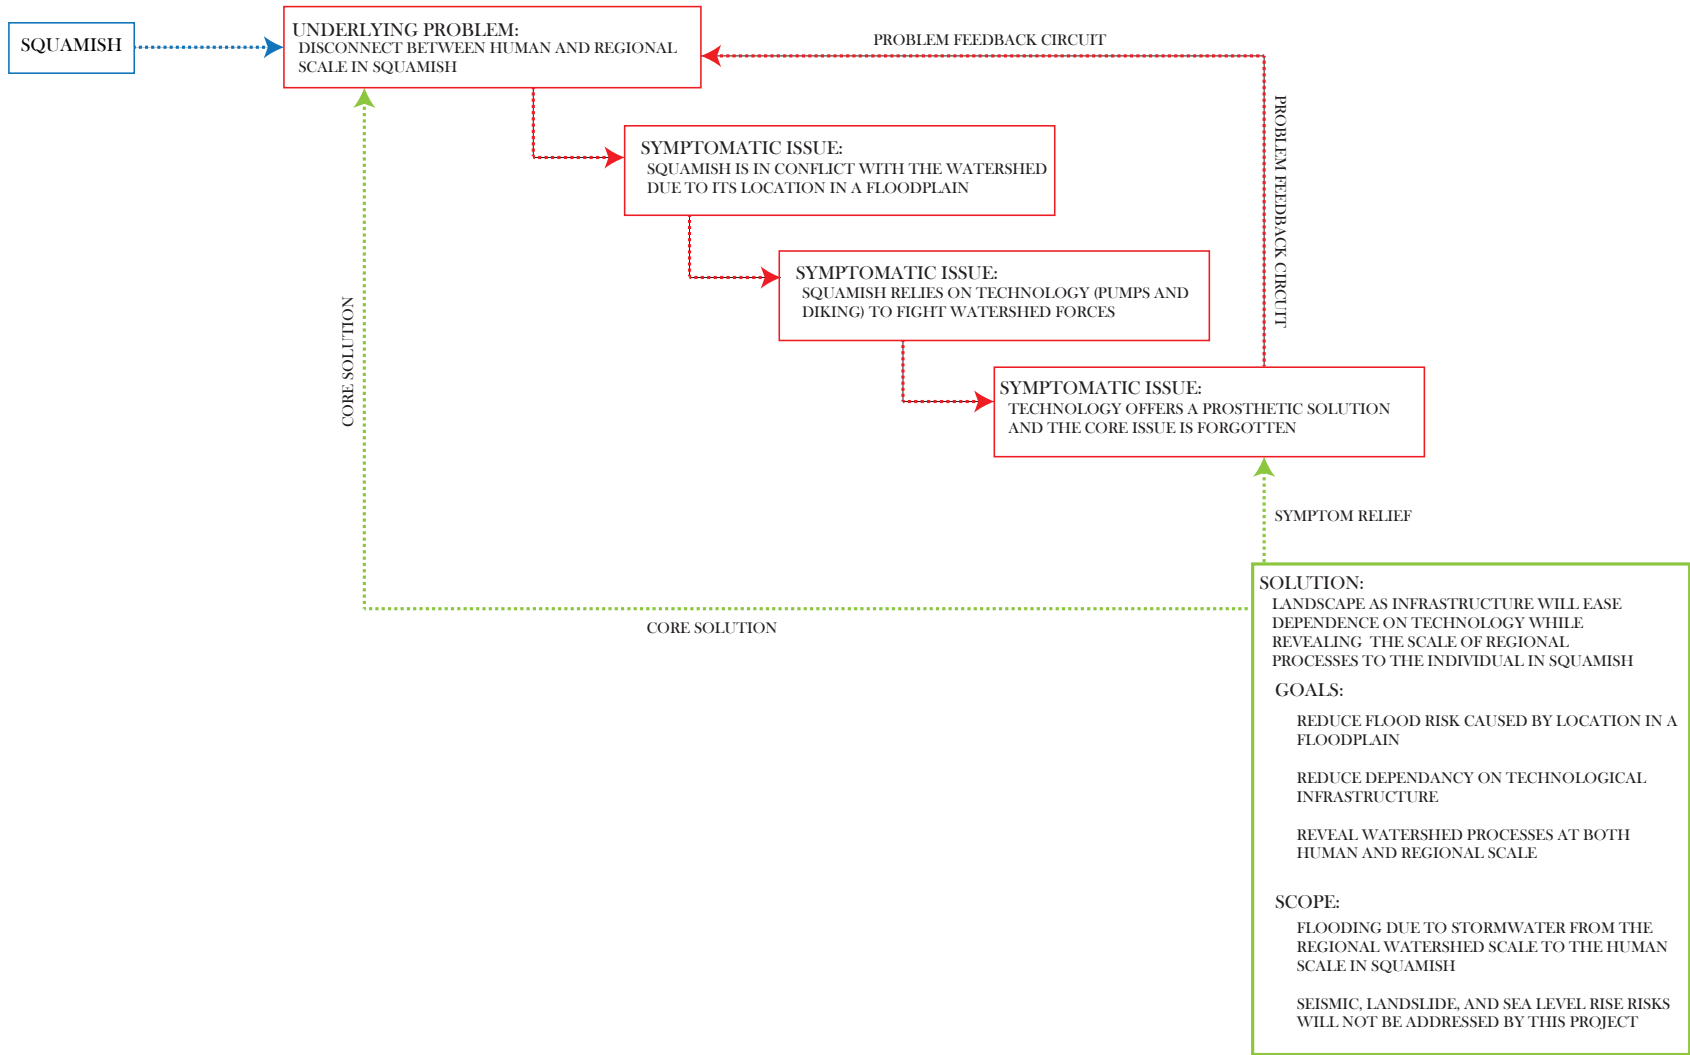 SQUAMISH
UNDERLYING PROBLEM:
DISCONNECT BETWEEN HUMAN AND REGIONAL
SCALE IN SQUAMISH
PROBLEM FEEDBACK CIRCUIT
PROBLEM FEEDBACK CIRCUIT
SYMPTOMATIC ISSUE:
SQUAMISH IS IN CONFLICT WITH THE WATERSHED
DUE TO ITS LOCATION IN A FLOODPLAIN
SYMPTOMATIC ISSUE:
SQUAMISH RELIES ON TECHNOLOGY (PUMPS AND
DIKING) TO FIGHT WATERSHED FORCES
SYMPTOMATIC ISSUE:
TECHNOLOGY OFFERS A PROSTHETIC SOLUTION
AND THE CORE ISSUE IS FORGOTTEN
CORE SOLUTION
CORE SOLUTION
SYMPTOM RELIEF
SOLUTION:
LANDSCAPE AS INFRASTRUCTURE WILL EASE
DEPENDENCE ON TECHNOLOGY WHILE
REVEALING THE SCALE OF REGIONAL
PROCESSES TO THE INDIVIDUAL IN SQUAMISH
GOALS:
REDUCE FLOOD RISK CAUSED BY LOCATION IN A
FLOODPLAIN
REDUCE DEPENDANCY ON TECHNOLOGICAL
INFRASTRUCTURE
REVEAL WATERSHED PROCESSES AT BOTH
HUMAN AND REGIONAL SCALE
SCOPE:
FLOODING DUE TO STORMWATER FROM THE
REGIONAL WATERSHED SCALE TO THE HUMAN
SCALE IN SQUAMISH
SEISMIC, LANDSLIDE, AND SEA LEVEL RISE RISKS
WILL NOT BE ADDRESSED BY THIS PROJECT